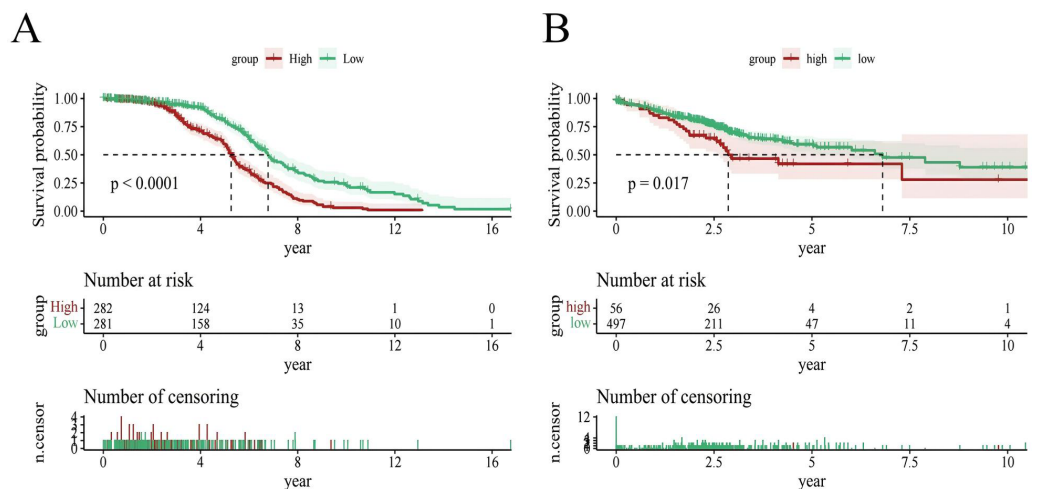 A
group High Low
Survival probability
1.00
0.75
0.50
0.25
0.00
p < 0.0001
0 4 8 12 16
year
Number at risk
group
High 282 124 13 1 0
Low 281 158 35 10 1
0 4 8 12 16
year
Number of censoring
n.censor
4
3
2
1
0
0 4 8 12 16
year
B
group high low
Survival probability
1.00
0.75
0.50
0.25
0.00
p = 0.017
0 2.5 5 7.5 10
year
Number at risk
group
high 56 26 4 2 1
low 497 211 47 11 4
0 2.5 5 7.5 10
year
Number of censoring
n.censor
12
0
0 2.5 5 7.5 10
year